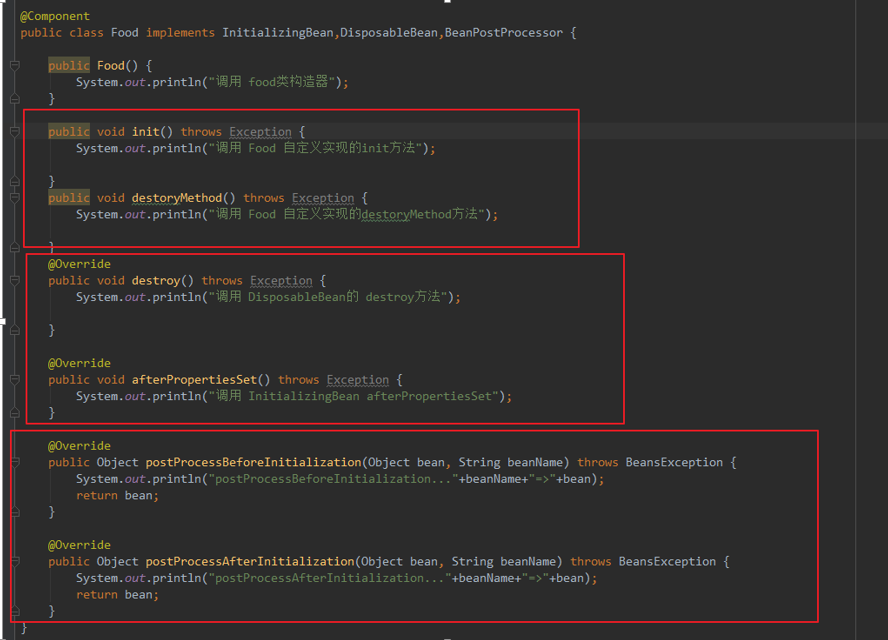 @Component
public class Food implements InitializingBean,DisposableBean,BeanPostProcessor {
public Food() {
System.out.println("调用 food类构造器");
}
public void init() throws Exception {
System.out.println("调用 Food 自定义实现的init方法");
}
public void destoryMethod() throws Exception {
System.out.println("调用 Food 自定义实现的destoryMethod方法");
}
@Override
public void destroy() throws Exception {
System.out.println("调用 DisposableBean的 destroy方法");
}
@Override
public void afterPropertiesSet() throws Exception {
System.out.println("调用 InitializingBean afterPropertiesSet");
}
@Override
public Object postProcessBeforeInitialization(Object bean, String beanName) throws BeansException {
System.out.println("postProcessBeforeInitialization..."+beanName+"=>"+bean);
return bean;
}
@Override
public Object postProcessAfterInitialization(Object bean, String beanName) throws BeansException {
System.out.println("postProcessAfterInitialization..."+beanName+"=>"+bean);
return bean;
}
}